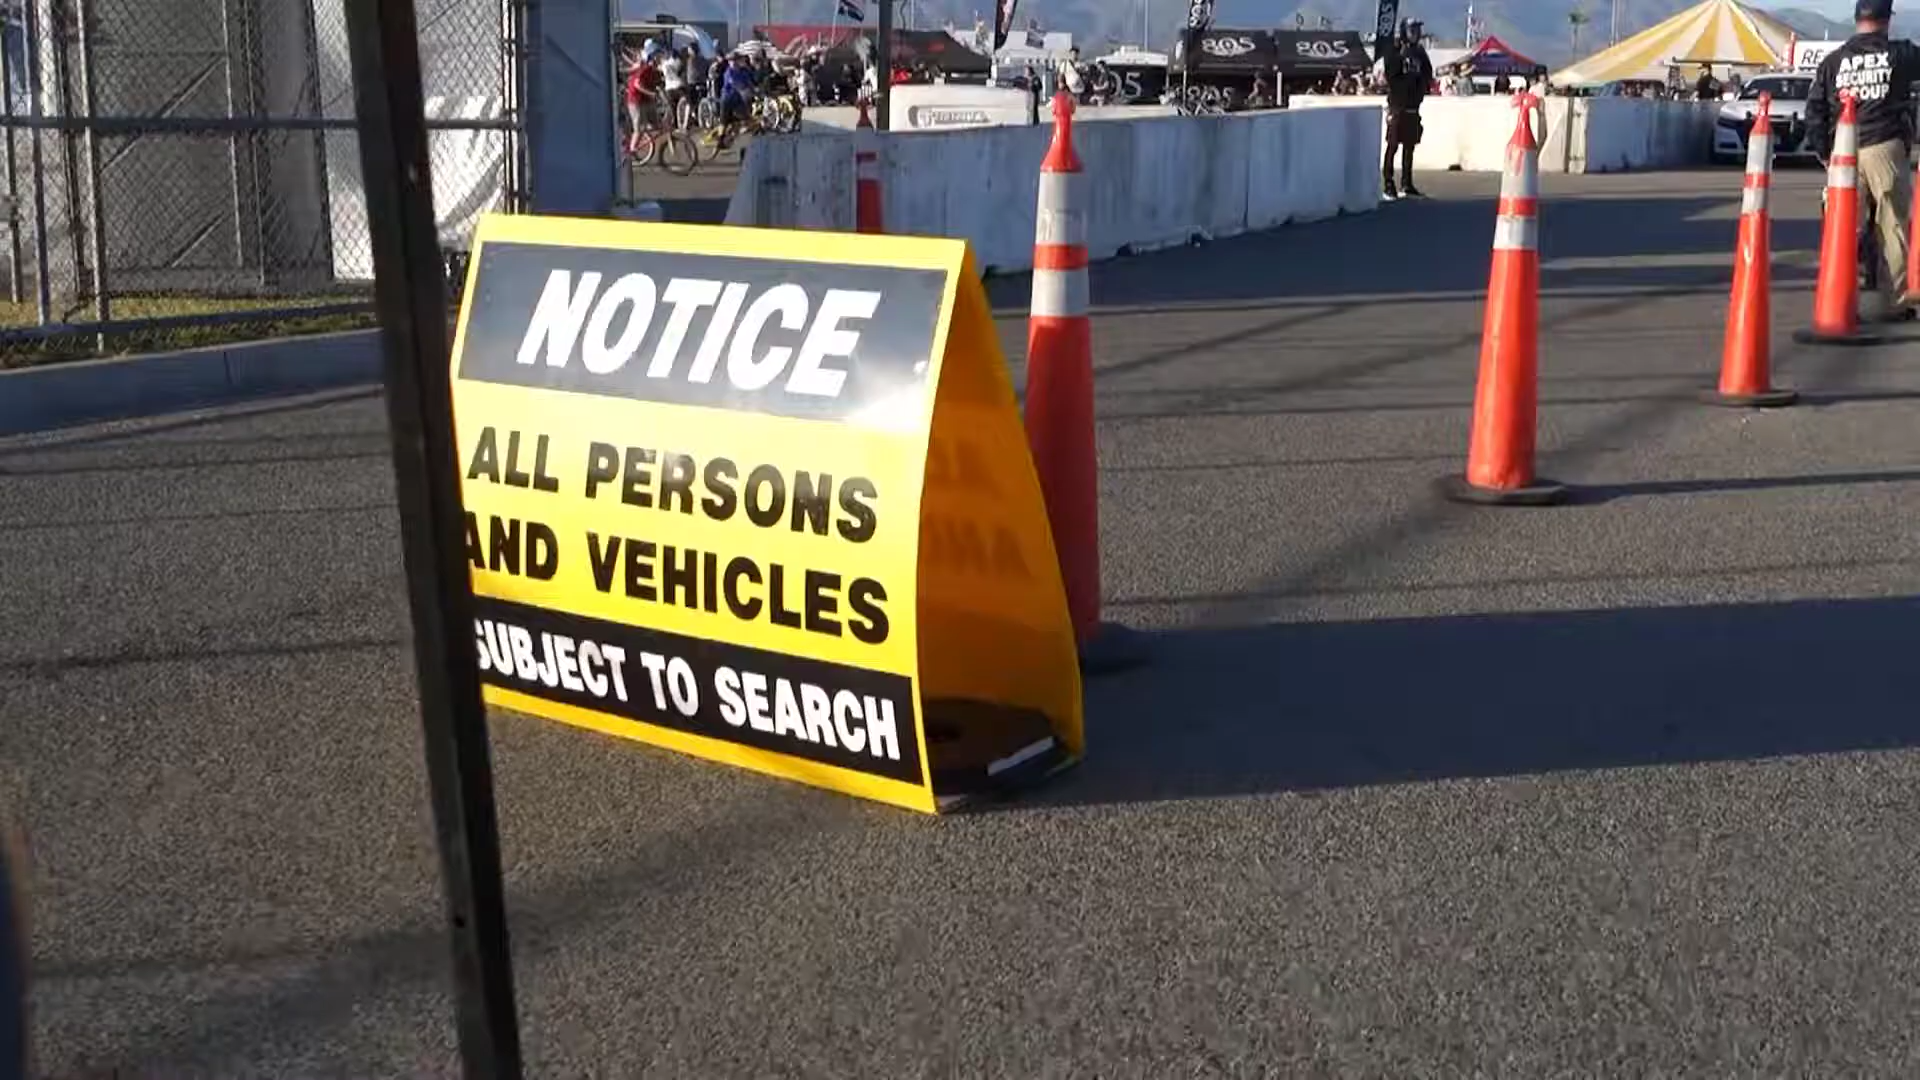 805
805
APEX
SECURITY
GROUP
NOTICE
ALL PERSONS
AND VEHICLES
SUBJECT TO SEARCH